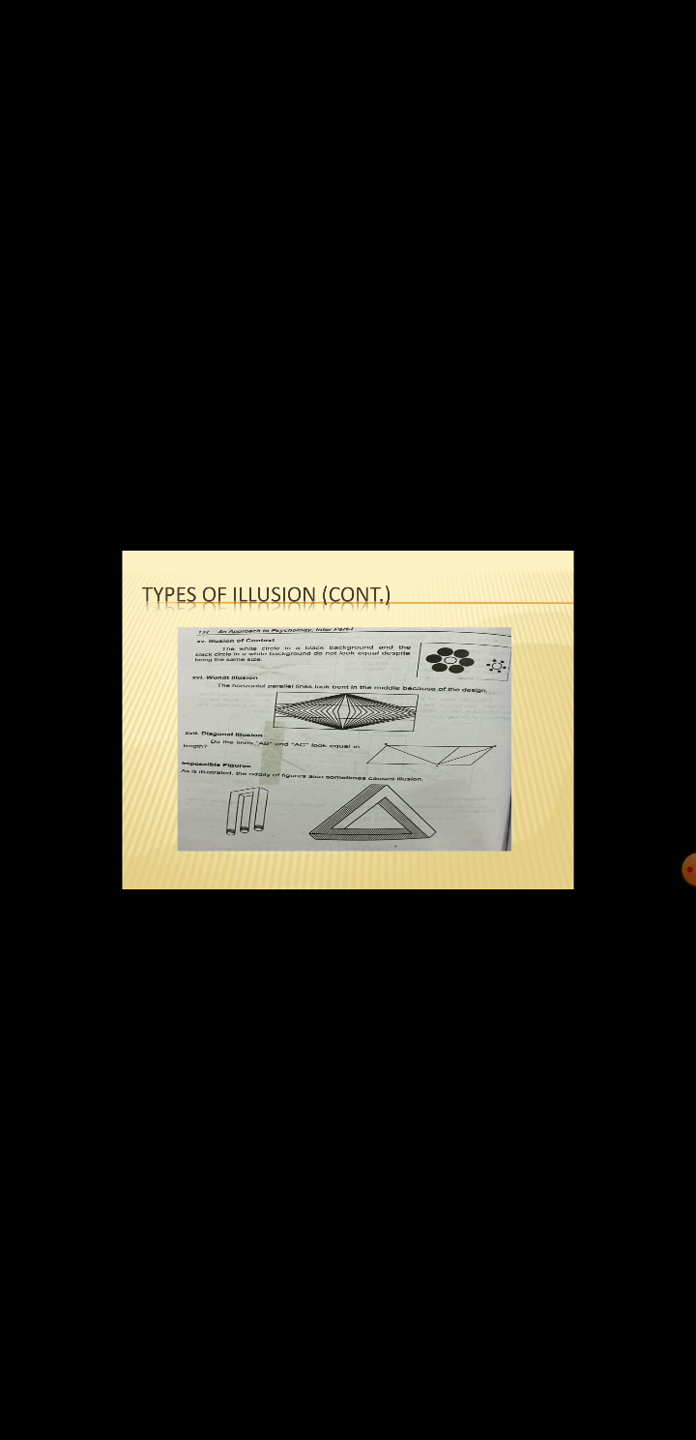 TYPES OF ILLUSION (CONT.)
An Approach to Psychology, Inter Part-I
xv. Illusion of Context
The white circle in a black background and the
black circle in a white background do not look equal despite
being the same size.
xvi. Wundt Illusion
The horizontal parallel lines look bent in the middle because of the design.
xvii. Diagonal Illusion
Do the lines "AB" and "AC" look equal in
length?
Impossible Figures
As is illustrated, the oddity of figures also sometimes caused illusion.